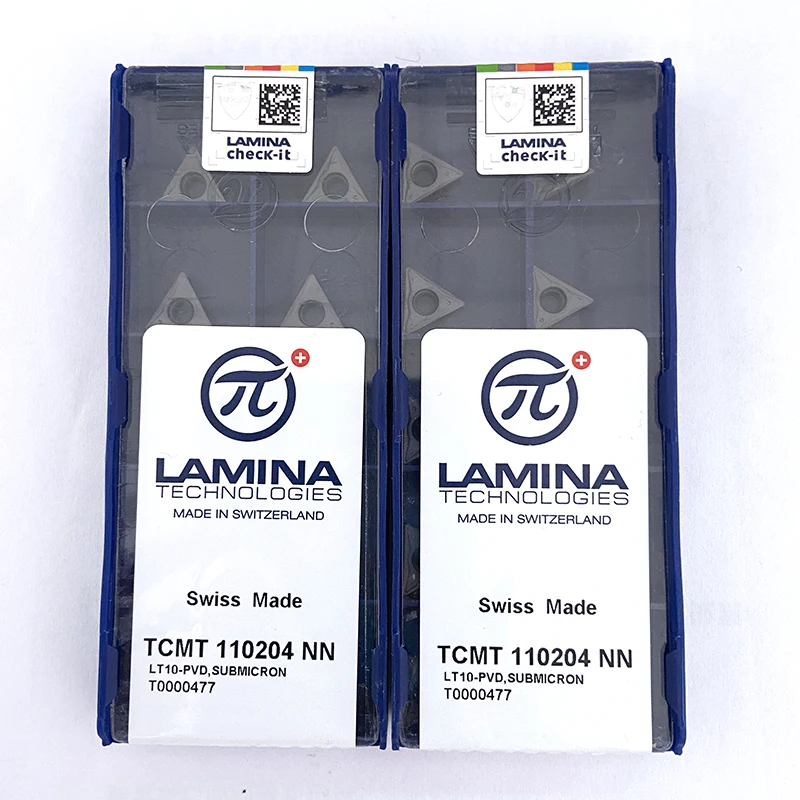 LAMINA
check-it
π
LAMINA
TECHNOLOGIES
MADE IN SWITZERLAND
Swiss Made
TCMT 110204 NN
LT10-PVD,SUBMICRON
T0000477
LAMINA
check-it
π
LAMINA
TECHNOLOGIES
MADE IN SWITZERLAND
Swiss Made
TCMT 110204 NN
LT10-PVD,SUBMICRON
T0000477